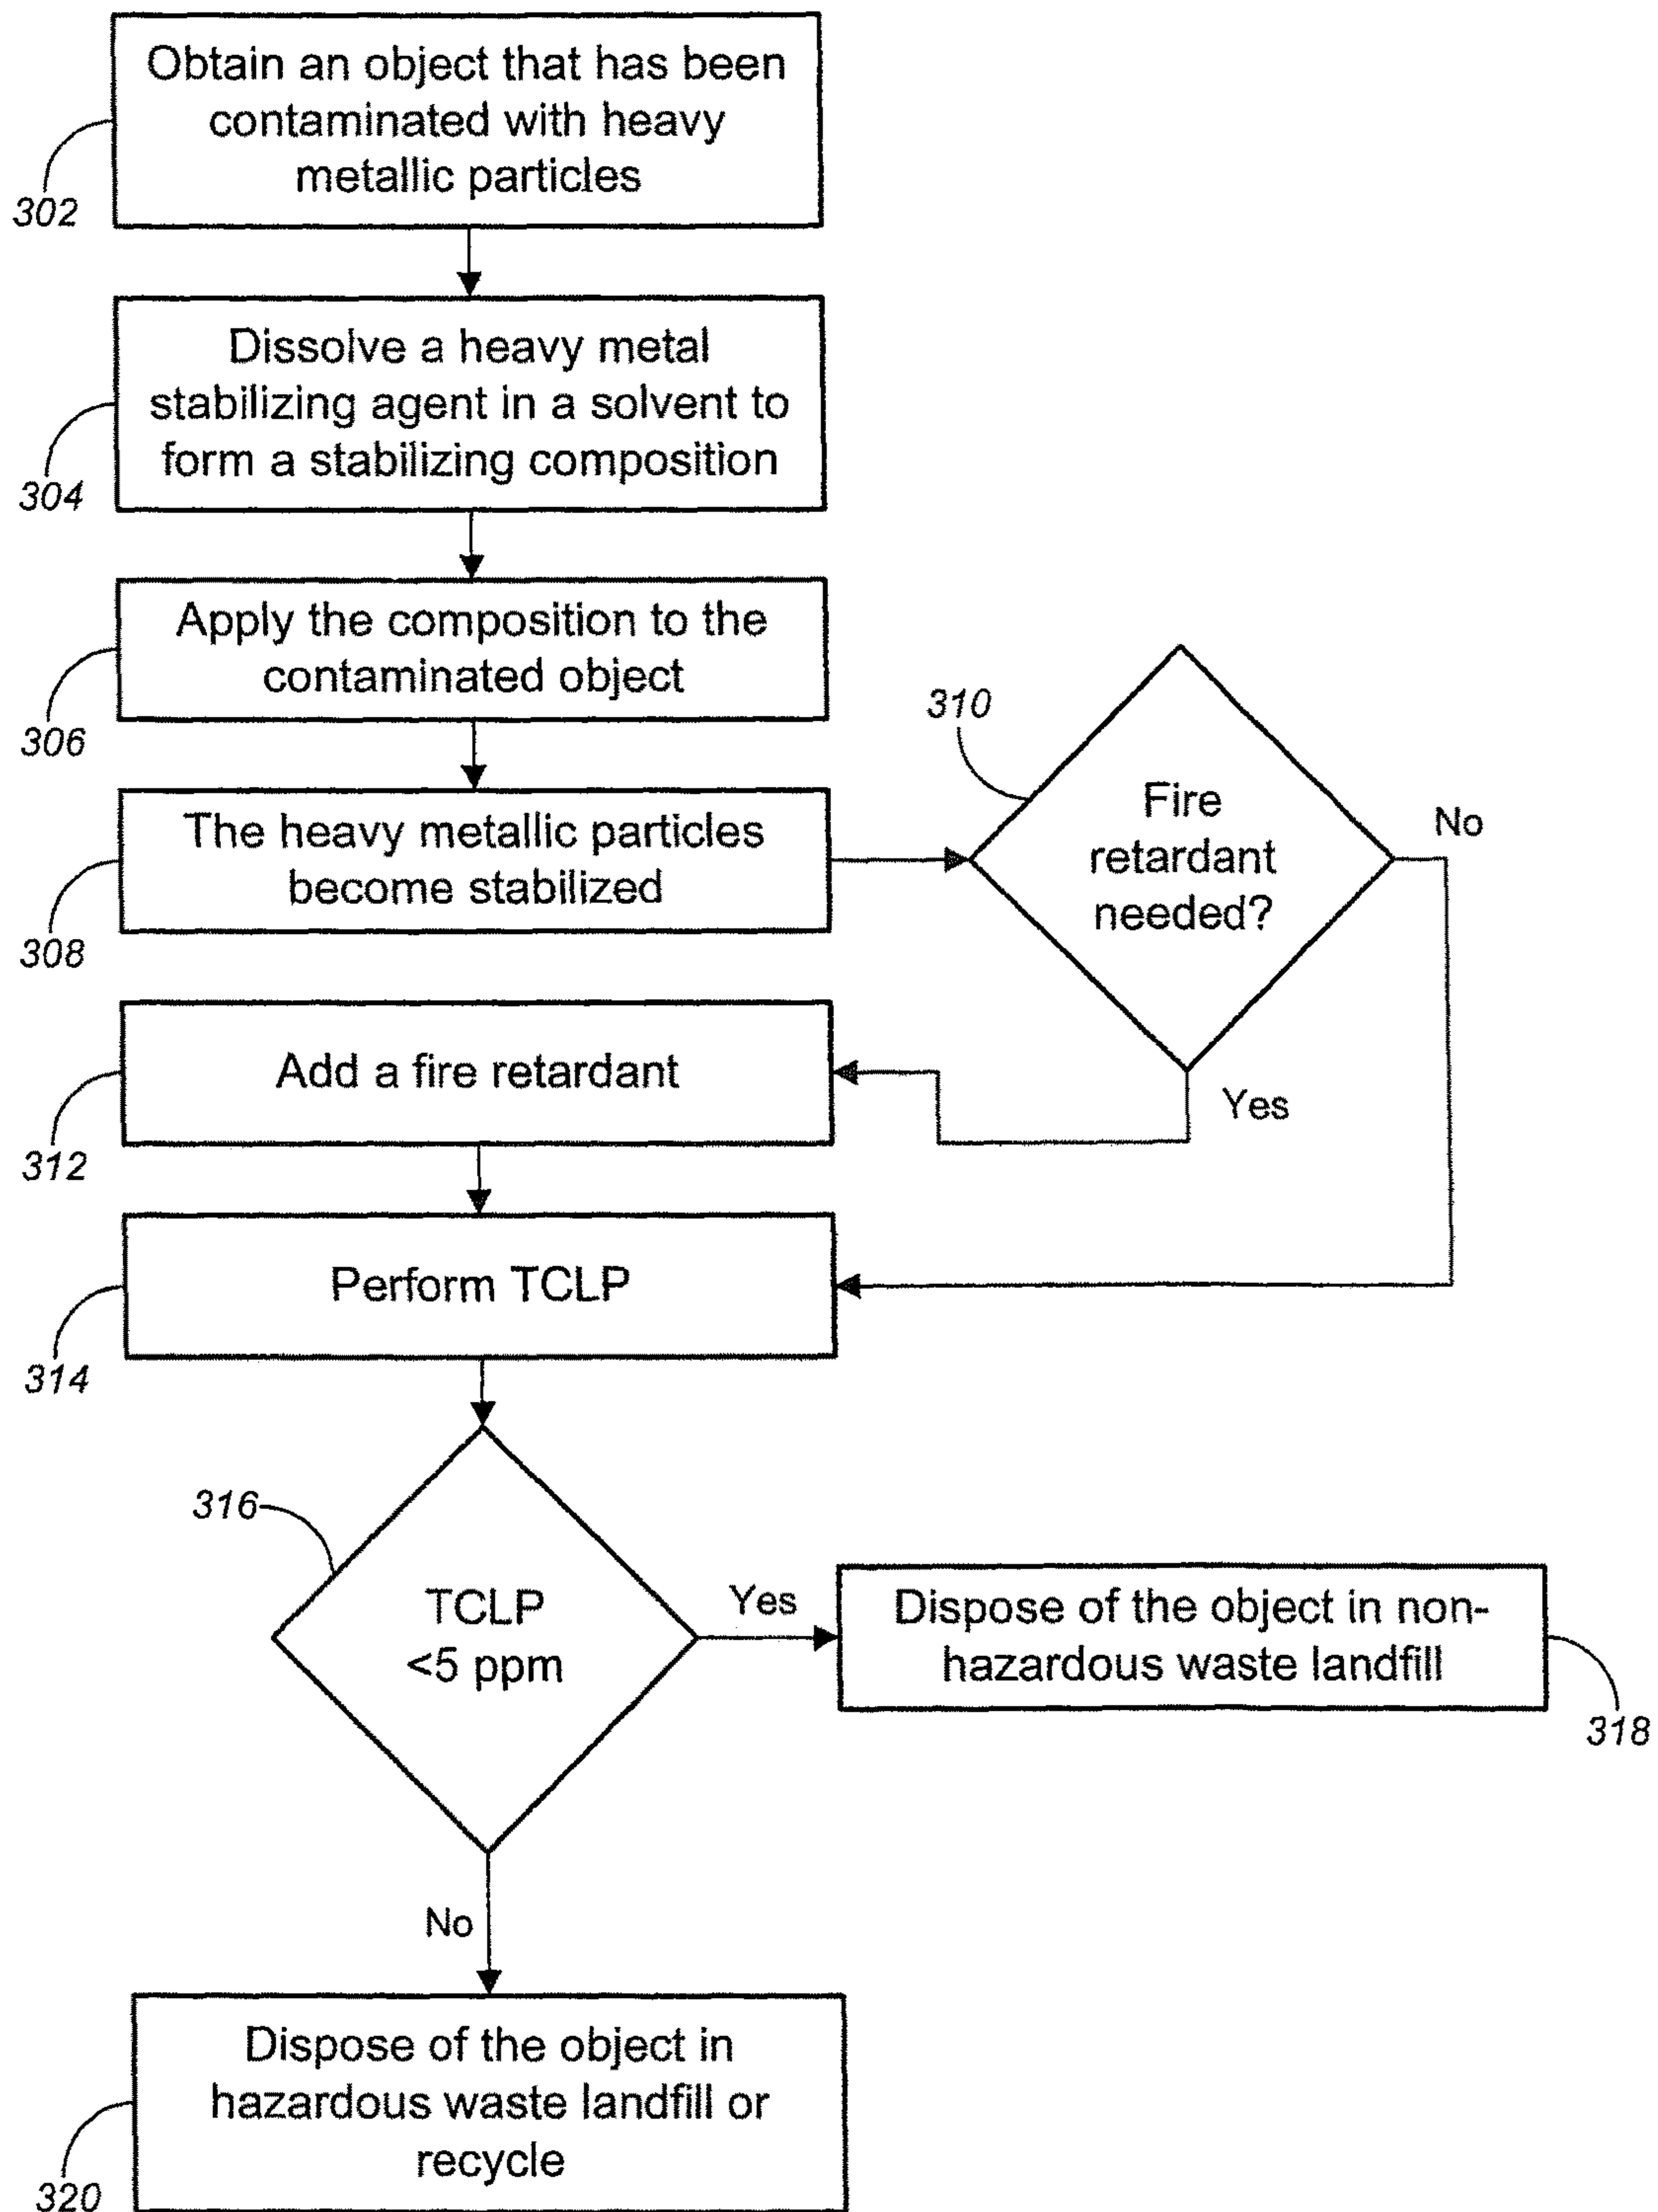 Obtain an object that has been
contaminated with heavy
metallic particles
302
Dissolve a heavy metal
stabilizing agent in a solvent to
form a stabilizing composition
304
Apply the composition to the
contaminated object
306
310
Fire
retardant
needed?
No
The heavy metallic particles
become stabilized
308
Add a fire retardant
Yes
312
Perform TCLP
314
316
TCLP
<5 ppm
Yes
Dispose of the object in non-
hazardous waste landfill
318
No
Dispose of the object in
hazardous waste landfill or
recycle
320